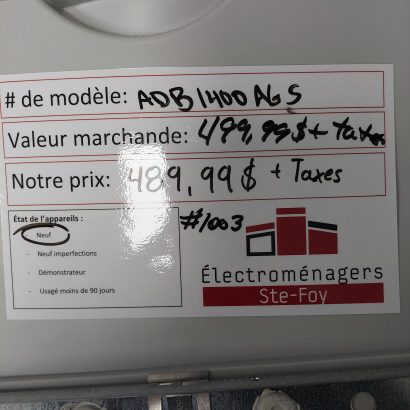 # de modèle: ADB1400AGS
Valeur marchande: 499,99$ + taxes
Notre prix: 489,99$ + Taxes
État de l'appareils :
- Neuf
- Neuf imperfections
- Démonstrateur
- Usagé moins de 90 jours
#1003
Électroménagers
Ste-Foy